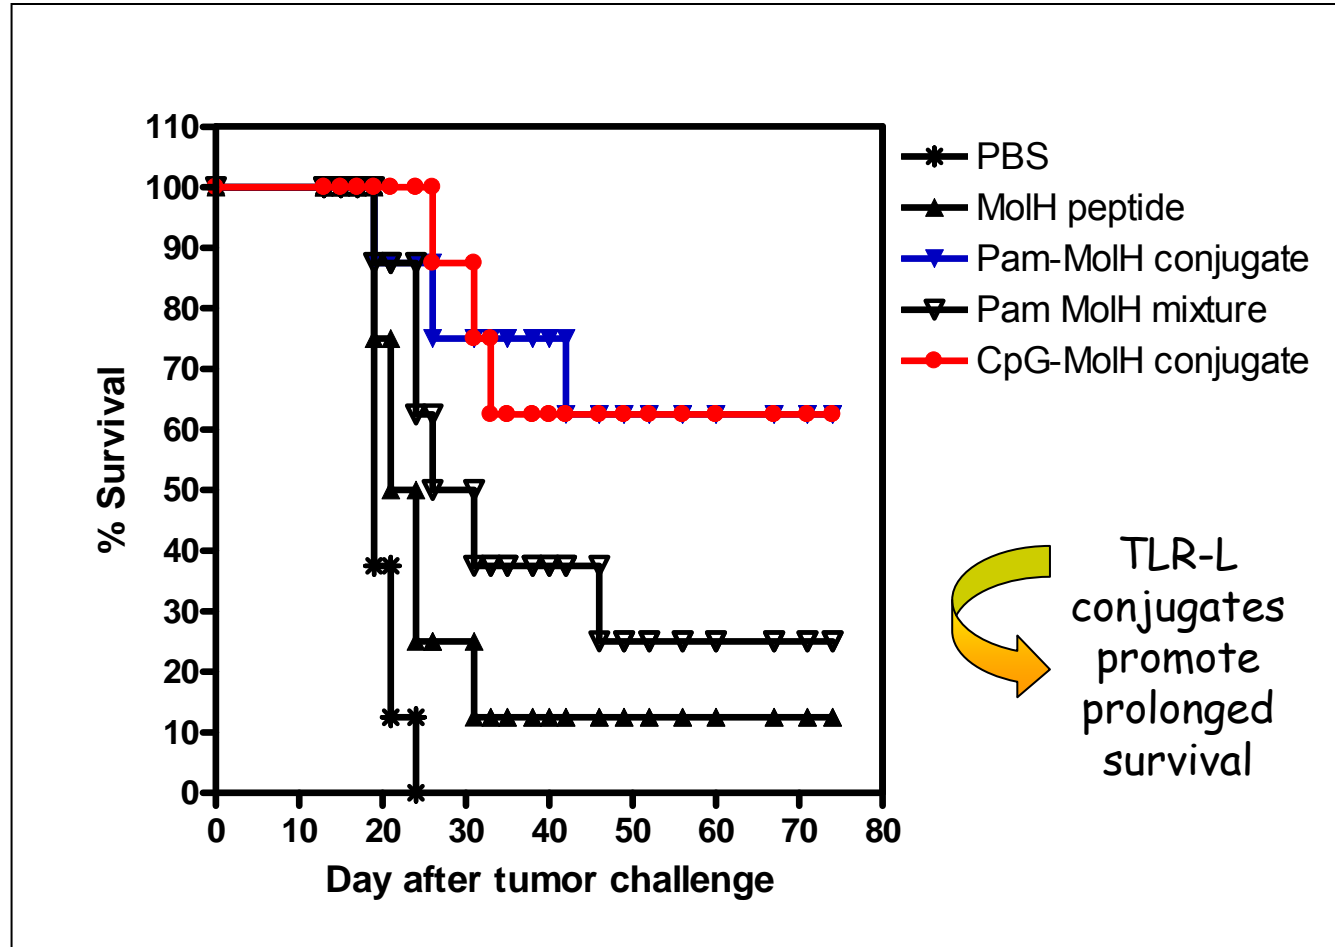 110
100
90
80
70
60
50
40
30
20
10
0
% Survival
0 10 20 30 40 50 60 70 80
Day after tumor challenge
PBS
MolH peptide
Pam-MolH conjugate
Pam MolH mixture
CpG-MolH conjugate
TLR-L
conjugates
promote
prolonged
survival